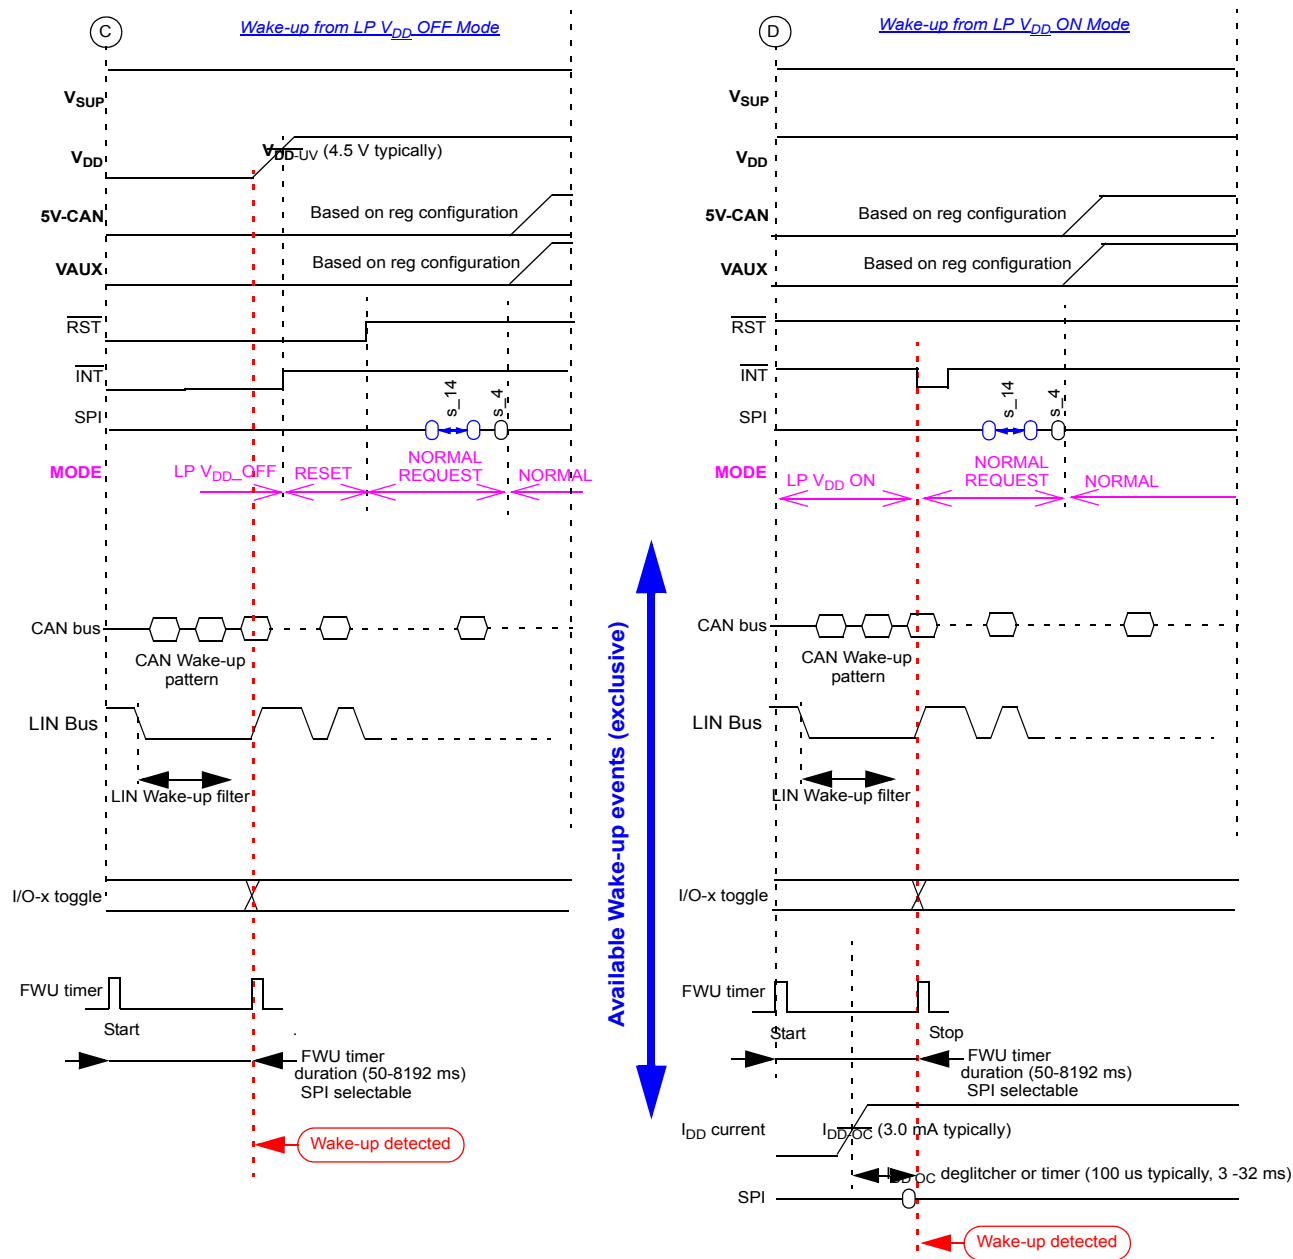 C
Wake-up from LP VDD OFF Mode
VSUP
VDD
VDD-UV (4.5 V typically)
5V-CAN
Based on reg configuration
VAUX
Based on reg configuration
RST
INT
SPI
s_14
s_4
MODE
LP VDD_OFF
RESET
NORMAL
REQUEST
NORMAL
CAN bus
CAN Wake-up
pattern
LIN Bus
LIN Wake-up filter
I/O-x toggle
FWU timer
Start
FWU timer
duration (50-8192 ms)
SPI selectable
Wake-up detected
Available Wake-up events (exclusive)
D
Wake-up from LP VDD ON Mode
VSUP
VDD
5V-CAN
Based on reg configuration
VAUX
Based on reg configuration
RST
INT
SPI
s_14
s_4
MODE
LP VDD ON
NORMAL
REQUEST
NORMAL
CAN bus
CAN Wake-up
pattern
LIN Bus
LIN Wake-up filter
I/O-x toggle
FWU timer
Start
Stop
FWU timer
duration (50-8192 ms)
SPI selectable
IDD current
IDD-OC (3.0 mA typically)
IDD-OC deglitcher or timer (100 us typically, 3 -32 ms)
SPI
Wake-up detected